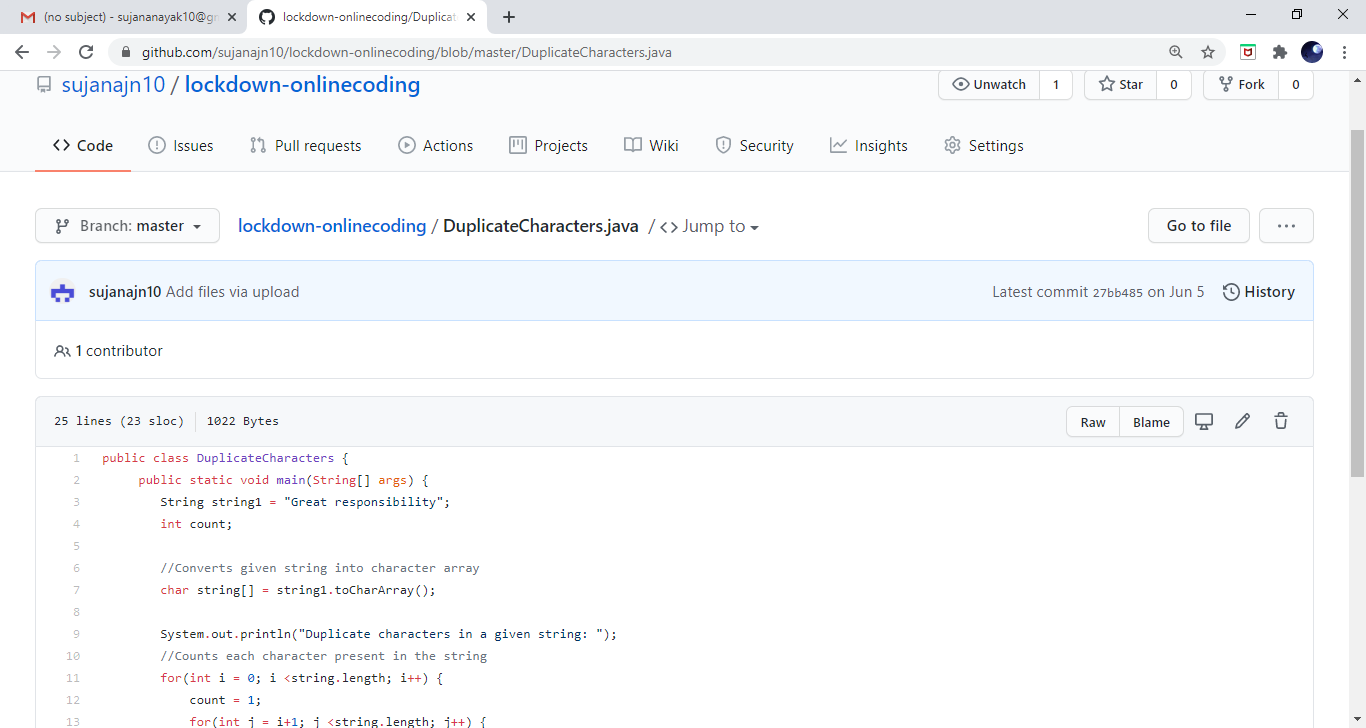 (no subject) - sujananayak10@gm
lockdown-onlinecoding/Duplicate
github.com/sujanajn10/lockdown-onlinecoding/blob/master/DuplicateCharacters.java
sujanajn10 / lockdown-onlinecoding
Unwatch 1 Star 0 Fork 0
Code Issues Pull requests Actions Projects Wiki Security Insights Settings
Branch: master lockdown-onlinecoding / DuplicateCharacters.java / <> Jump to Go to file ...
sujanajn10 Add files via upload Latest commit 27bb485 on Jun 5 History
1 contributor
25 lines (23 sloc) 1022 Bytes Raw Blame
1 public class DuplicateCharacters {
2 public static void main(String[] args) {
3 String string1 = "Great responsibility";
4 int count;
5
6 //Converts given string into character array
7 char string[] = string1.toCharArray();
8
9 System.out.println("Duplicate characters in a given string: ");
10 //Counts each character present in the string
11 for(int i = 0; i <string.length; i++) {
12 count = 1;
13 for(int j = i+1; j <string.length; j++) {